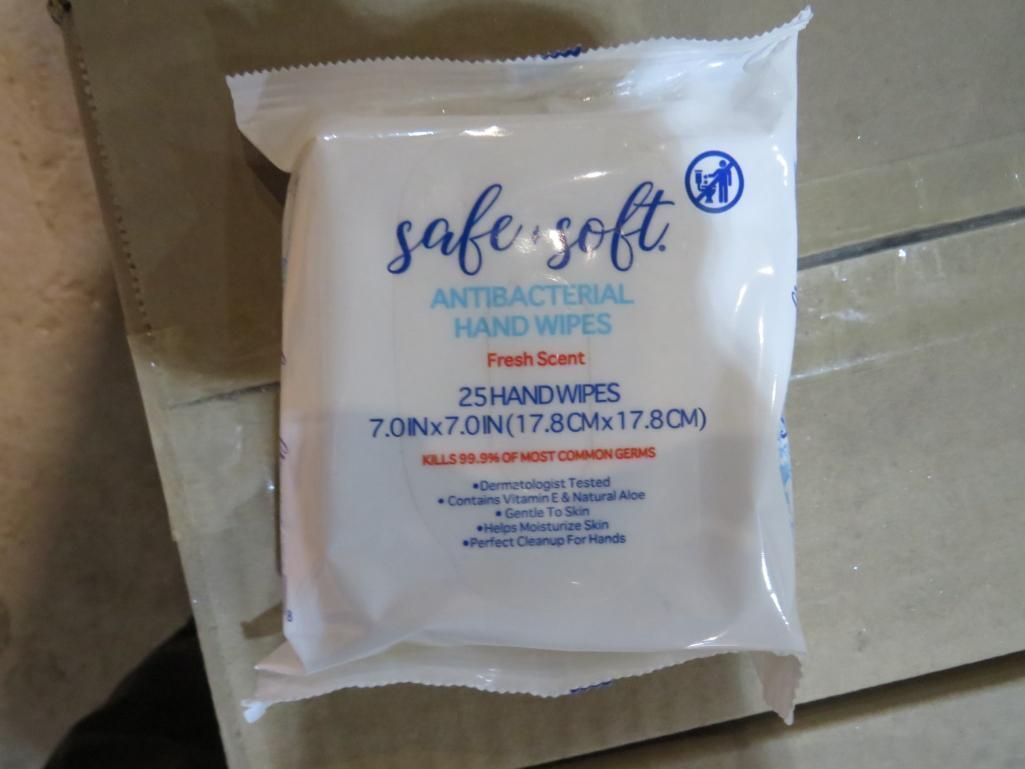 safe + soft.
ANTIBACTERIAL
HAND WIPES
Fresh Scent
25 HAND WIPES
7.0IN x 7.0IN (17.8CM x 17.8CM)
KILLS 99.9% OF MOST COMMON GERMS
•Dermatologist Tested
• Contains Vitamin E & Natural Aloe
• Gentle To Skin
•Helps Moisturize Skin
•Perfect Cleanup For Hands